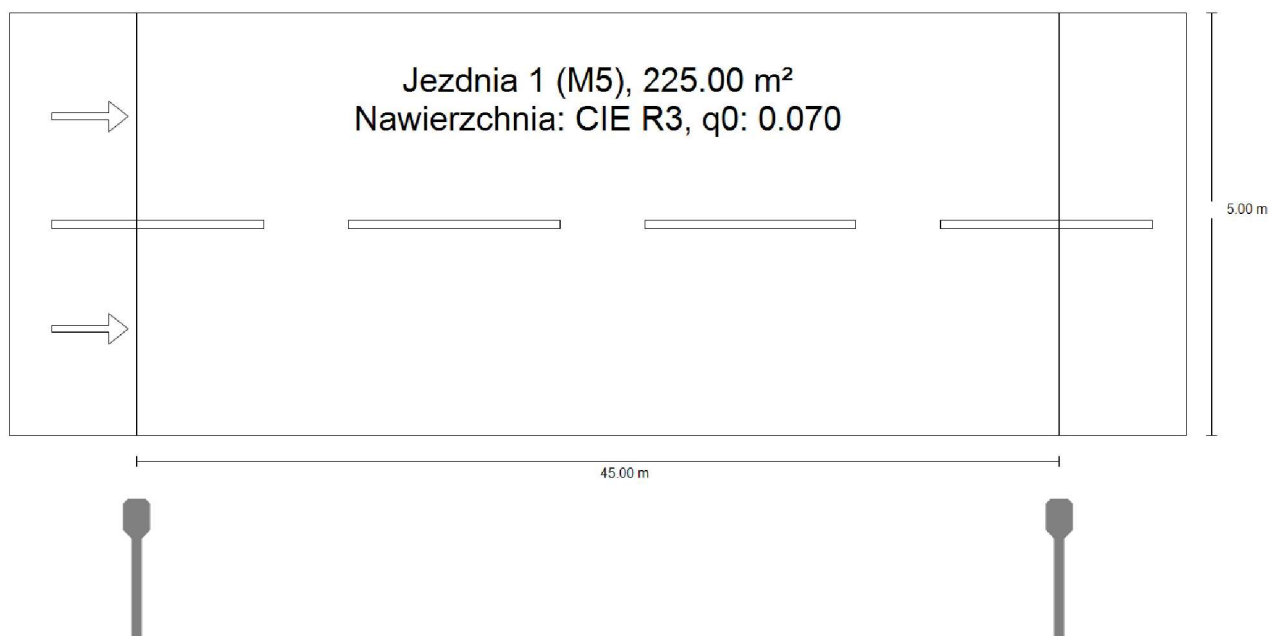 Jezdnia 1 (M5), 225.00 m²
Nawierzchnia: CIE R3, q0: 0.070
5.00 m
45.00 m